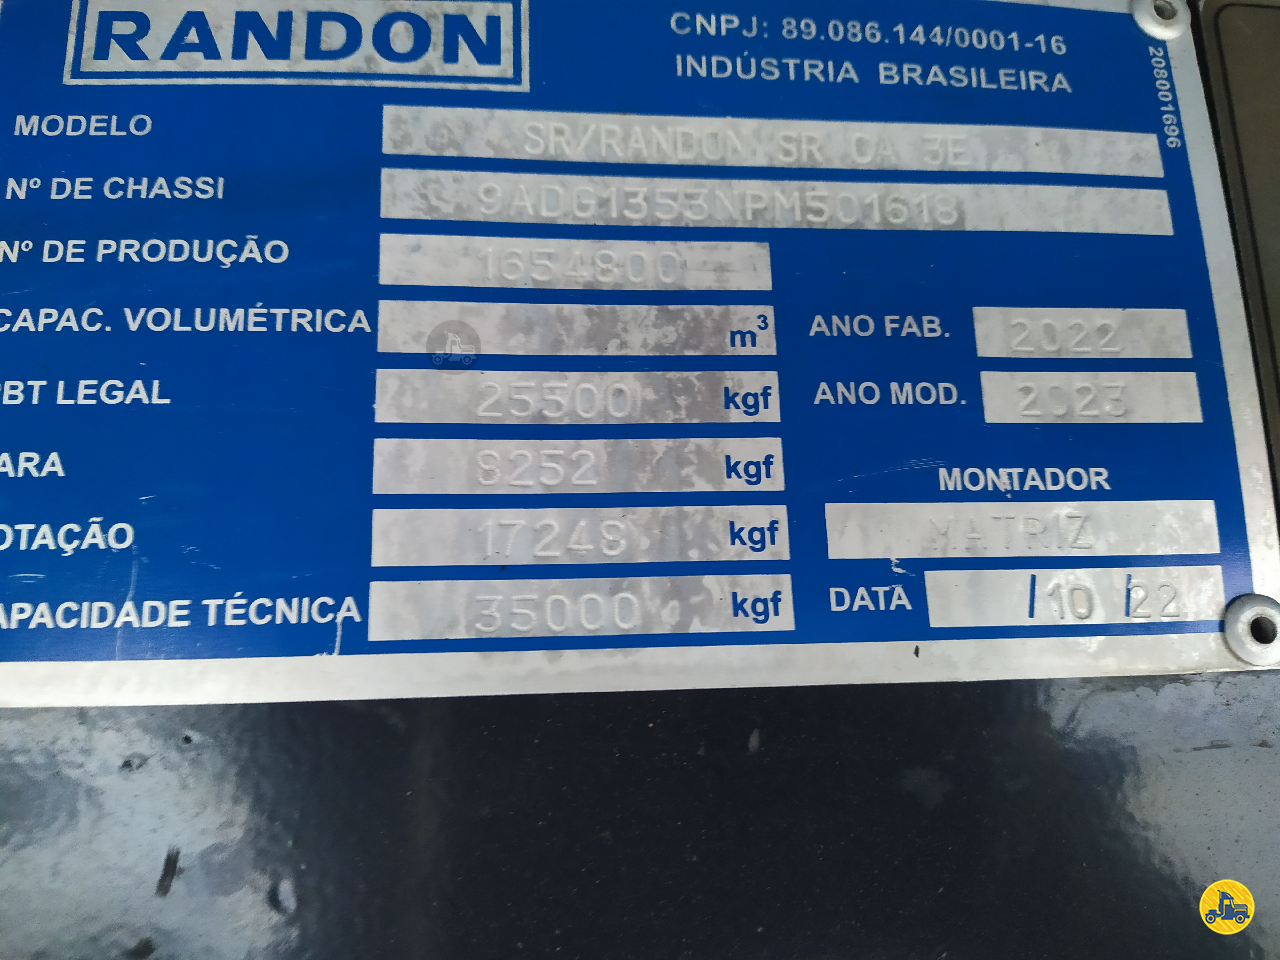 RANDON
CNPJ: 89.086.144/0001-16
INDÚSTRIA BRASILEIRA
208001696
MODELO SR/RANDON SR CA 3E
Nº DE CHASSI 9ADG1353NPM501618
Nº DE PRODUÇÃO 1654800
CAPAC. VOLUMÉTRICA m³ ANO FAB. 2022
PBT LEGAL 25500 kgf ANO MOD. 2023
ARA 8252 kgf MONTADOR
OTAÇÃO 17248 kgf MATRIZ
APACIDADE TÉCNICA 35000 kgf DATA /10/22